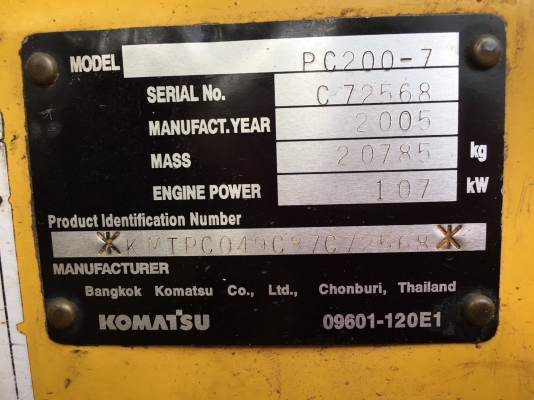 MODEL PC200-7
SERIAL No. C72568
MANUFACT.YEAR 2005
MASS 20785 kg
ENGINE POWER 107 kW
Product Identification Number
*KMTPC049C87C72568*
MANUFACTURER
Bangkok Komatsu Co., Ltd., Chonburi, Thailand
KOMATSU 09601-120E1